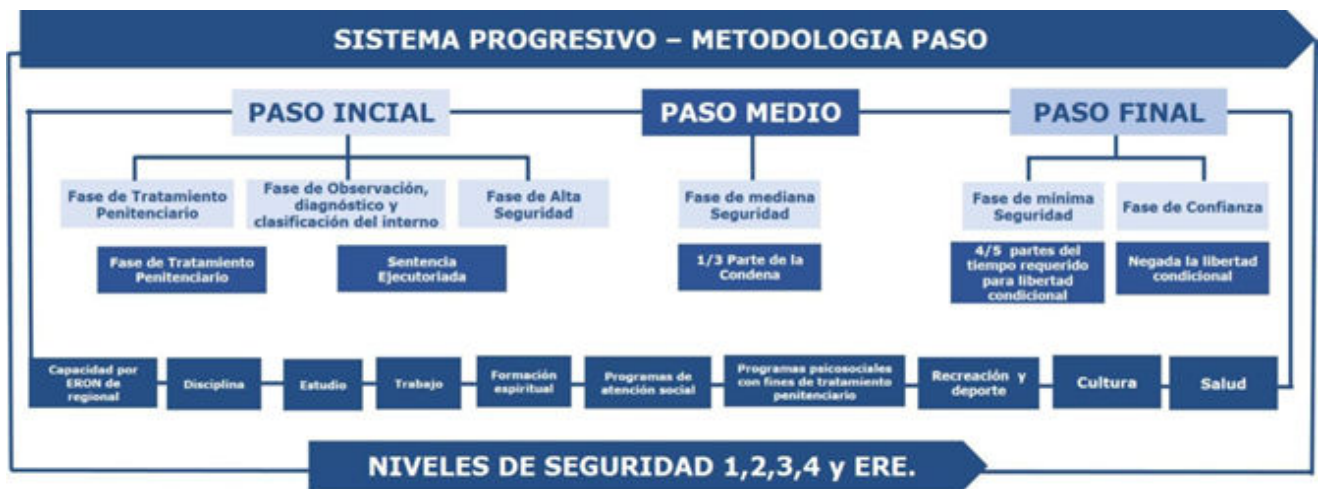 SISTEMA PROGRESIVO – METODOLOGIA PASO
PASO INCIAL
PASO MEDIO
PASO FINAL
Fase de Tratamiento
Penitenciario
Fase de Observación,
diagnóstico y
clasificación del interno
Fase de Alta
Seguridad
Fase de mediana
Seguridad
Fase de mínima
Seguridad
Fase de Confianza
Fase de Tratamiento
Penitenciario
Sentencia
Ejecutoriada
1/3 Parte de la
Condena
4/5 partes del
tiempo requerido
para libertad
condicional
Negada la libertad
condicional
Capacidad por
ERON de
regional
Disciplina
Estudio
Trabajo
Formación
espiritual
Programas de
atención social
Programas psicosociales
con fines de tratamiento
penitenciario
Recreación y
deporte
Cultura
Salud
NIVELES DE SEGURIDAD 1,2,3,4 y ERE.